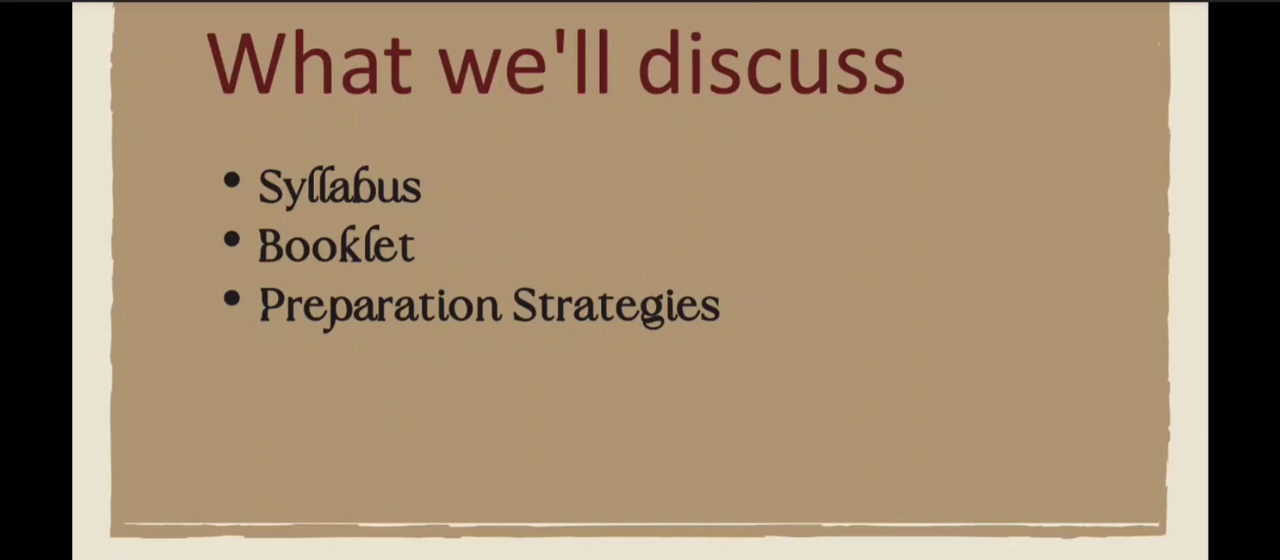 What we'll discuss
• Syllabus
• Booklet
• Preparation Strategies